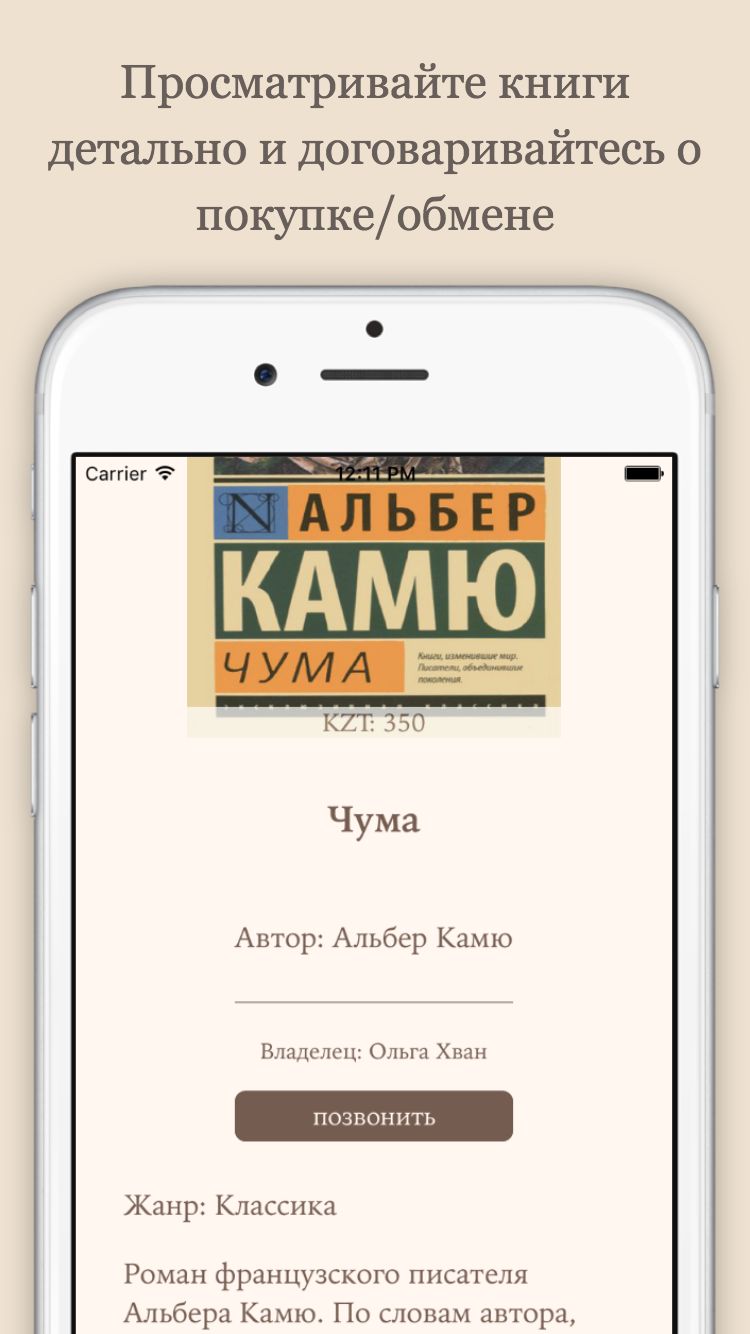 Просматривайте книги
детально и договаривайтесь о
покупке/обмене
Carrier 12:11 PM
N АЛЬБЕР
КАМЮ
ЧУМА
Книги, изменившие мир.
Писатели, объединившие
поколения.
ЭКСКЛЮЗИВНАЯ КЛАССИКА
KZT: 350
Чума
Автор: Альбер Камю
Владелец: Ольга Хван
позвонить
Жанр: Классика
Роман французского писателя
Альбера Камю. По словам автора,